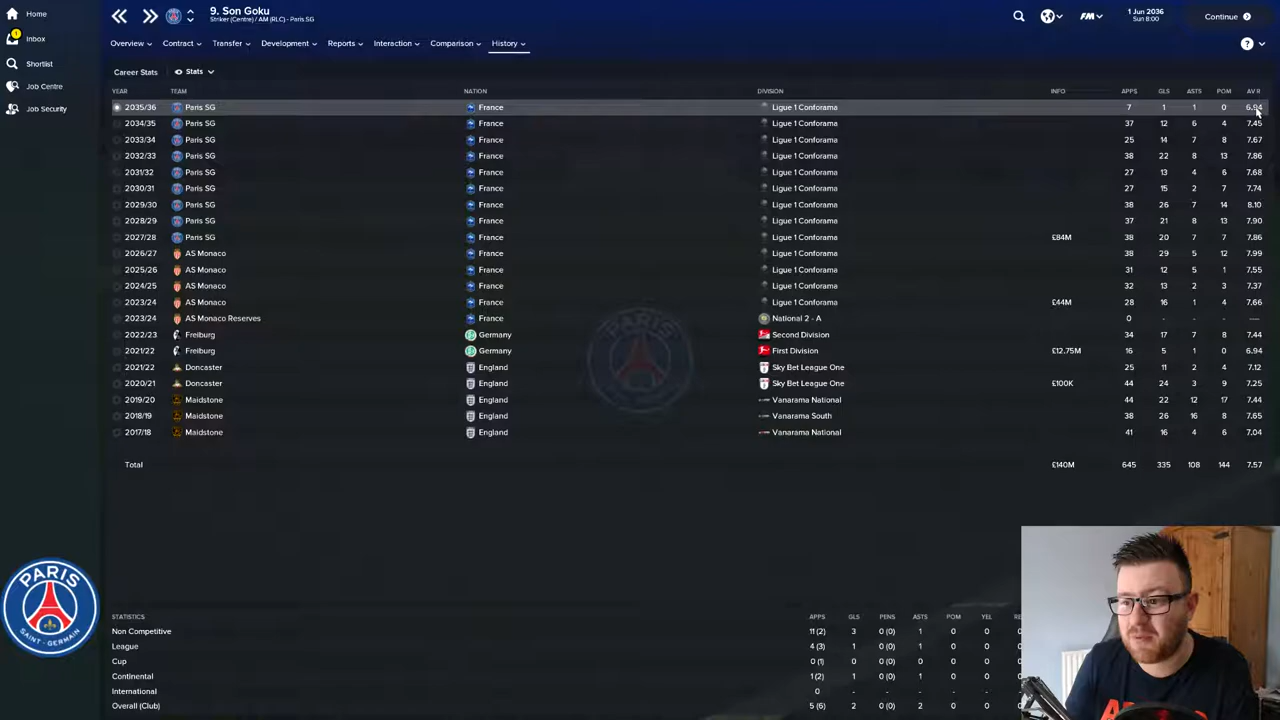 Home
Inbox
1
Shortlist
Job Centre
Job Security
9. Son Goku
Striker (Centre) / AM (RLC) - Paris SG
FM
1 Jun 2036
Sun 8:00
Continue
Overview Contract Transfer Development Reports Interaction Comparison History
?
Career Stats Stats
YEAR TEAM NATION DIVISION INFO APPS GLS ASTS POM AV R
2035/36 Paris SG France Ligue 1 Conforama 7 1 1 0 6.94
2034/35 Paris SG France Ligue 1 Conforama 37 12 6 4 7.45
2033/34 Paris SG France Ligue 1 Conforama 25 14 7 8 7.67
2032/33 Paris SG France Ligue 1 Conforama 38 22 8 13 7.86
2031/32 Paris SG France Ligue 1 Conforama 27 13 4 6 7.68
2030/31 Paris SG France Ligue 1 Conforama 27 15 2 7 7.74
2029/30 Paris SG France Ligue 1 Conforama 38 26 7 14 8.10
2028/29 Paris SG France Ligue 1 Conforama 37 21 8 13 7.90
2027/28 Paris SG France Ligue 1 Conforama £84M 38 20 7 7 7.86
2026/27 AS Monaco France Ligue 1 Conforama 38 29 5 12 7.99
2025/26 AS Monaco France Ligue 1 Conforama 31 12 5 1 7.55
2024/25 AS Monaco France Ligue 1 Conforama 32 13 2 3 7.37
2023/24 AS Monaco France Ligue 1 Conforama £44M 28 16 1 4 7.66
2023/24 AS Monaco Reserves France National 2 - A 0 - - - ---
2022/23 Freiburg Germany Second Division 34 17 7 8 7.44
2021/22 Freiburg Germany First Division £12.75M 16 5 1 0 6.94
2021/22 Doncaster England Sky Bet League One 25 11 2 4 7.12
2020/21 Doncaster England Sky Bet League One £100K 44 24 3 9 7.25
2019/20 Maidstone England Vanarama National 44 22 12 17 7.44
2018/19 Maidstone England Vanarama South 38 26 16 8 7.65
2017/18 Maidstone England Vanarama National 41 16 4 6 7.04
Total £140M 645 335 108 144 7.57
PARIS
SAINT-GERMAIN
STATISTICS APPS GLS PENS ASTS POM YEL
Non Competitive 11 (2) 3 0 (0) 1 0 0
League 4 (3) 1 0 (0) 1 0 0
Cup 0 (1) 0 0 (0) 0 0 0
Continental 1 (2) 1 0 (0) 1 0 0
International 0 - - - - -
Overall (Club) 5 (6) 2 0 (0) 2 0 0